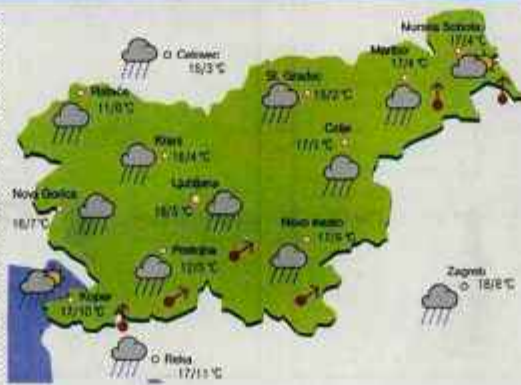 Murska Sobota
17/4 °C
Celovec
15/3 °C
Maribor
17/4 °C
Sl. Gradec
15/2 °C
Rateče
11/0 °C
Celje
17/5 °C
Kranj
16/4 °C
Ljubljana
16/5 °C
Nova Gorica
16/7 °C
Novo mesto
17/6 °C
Postojna
12/5 °C
Zagreb
18/8 °C
Koper
17/10 °C
Reka
17/11 °C